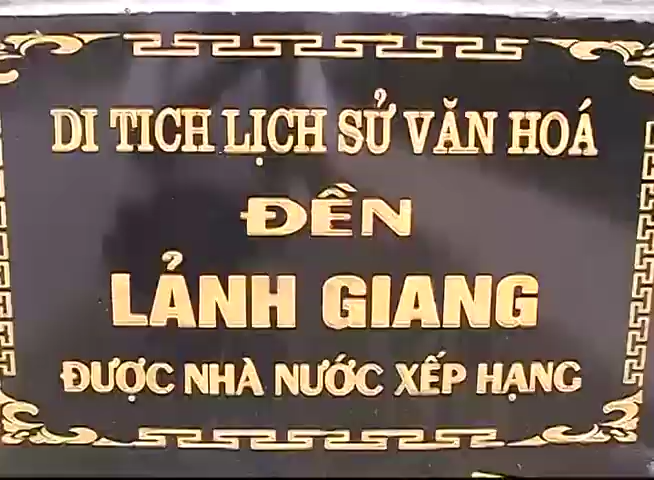 DI TICH LỊCH SỬ VĂN HOÁ
ĐỀN
LẢNH GIANG
ĐƯỢC NHÀ NƯỚC XẾP HẠNG